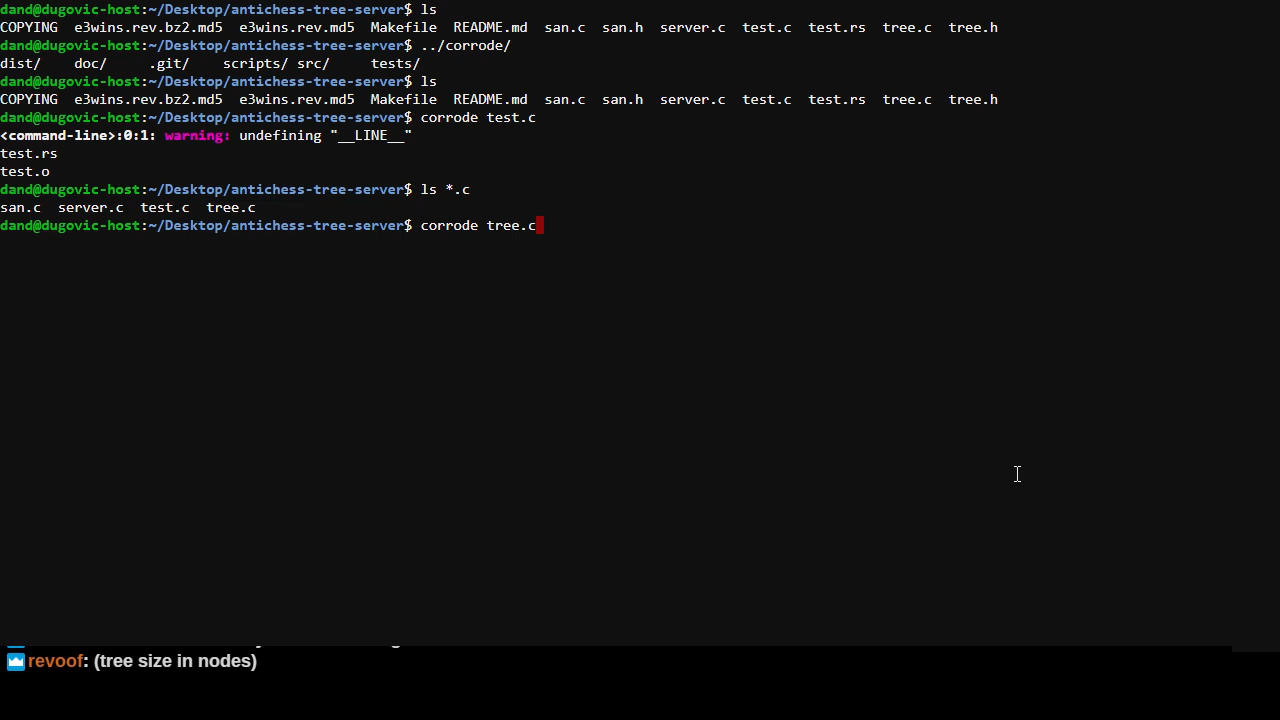 dand@dugovic-host:~/Desktop/antichess-tree-server$ ls
COPYING e3wins.rev.bz2.md5 e3wins.rev.md5 Makefile README.md san.c san.h server.c test.c test.rs tree.c tree.h
dand@dugovic-host:~/Desktop/antichess-tree-server$ ../corrode/
dist/ doc/ .git/ scripts/ src/ tests/
dand@dugovic-host:~/Desktop/antichess-tree-server$ ls
COPYING e3wins.rev.bz2.md5 e3wins.rev.md5 Makefile README.md san.c san.h server.c test.c test.rs tree.c tree.h
dand@dugovic-host:~/Desktop/antichess-tree-server$ corrode test.c
<command-line>:0:1: warning: undefining "__LINE__"
test.rs
test.o
dand@dugovic-host:~/Desktop/antichess-tree-server$ ls *.c
san.c server.c test.c tree.c
dand@dugovic-host:~/Desktop/antichess-tree-server$ corrode tree.c
revoof: (tree size in nodes)